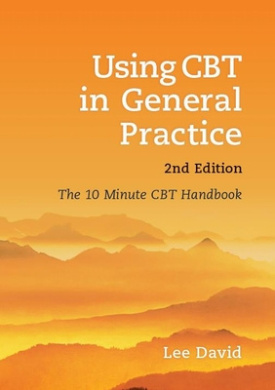 Using CBT
in General
Practice
2nd Edition
The 10 Minute CBT Handbook
Lee David